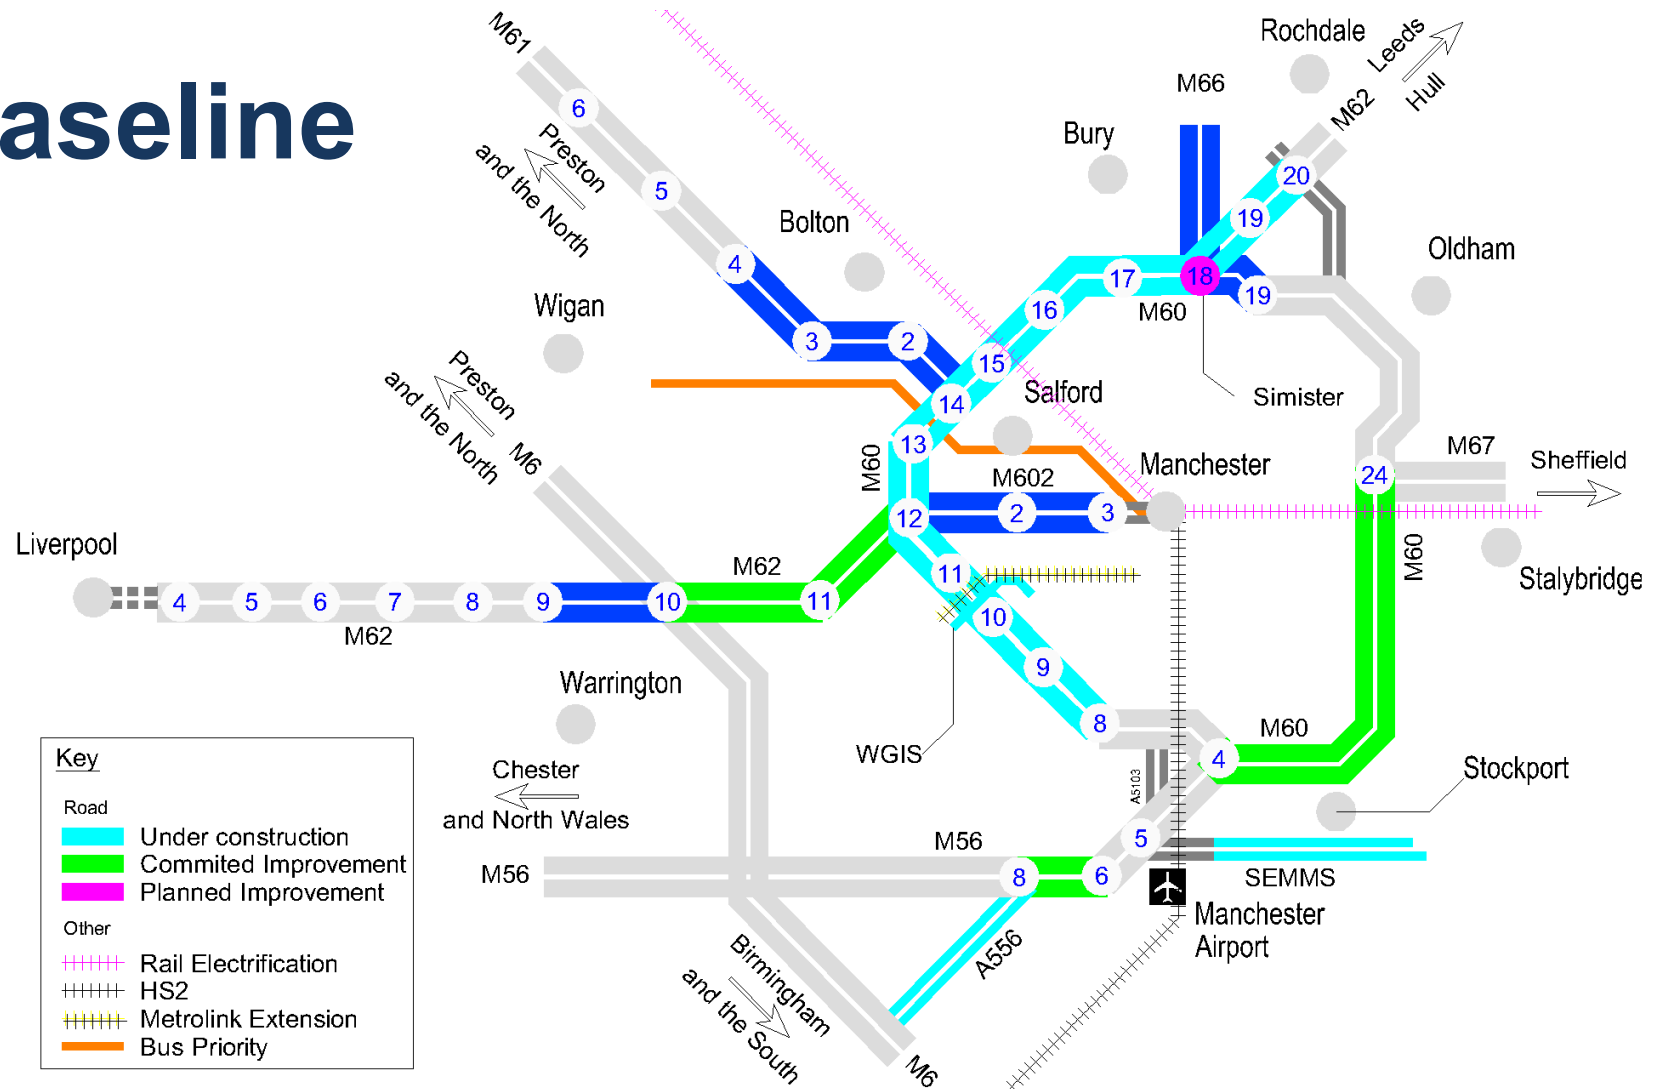 aseline
M61
6
Preston
and the North
5
4
3
2
Bolton
Wigan
Bury
M66
Rochdale
Leeds
Hull
M62
20
19
18
19
17
16
15
14
13
M60
Simister
Oldham
Salford
Manchester
M602
2
3
M60
12
11
10
9
8
Preston
and the North
M6
Liverpool
4
5
6
7
8
9
10
11
M62
M62
24
M67
Sheffield
M60
Stalybridge
Warrington
WGIS
4
M60
A5103
5
Stockport
Chester
and North Wales
M56
M56
8
6
SEMMS
Manchester
Airport
A556
Birmingham
and the South
M6
Key
Road
Under construction
Commited Improvement
Planned Improvement
Other
Rail Electrification
HS2
Metrolink Extension
Bus Priority